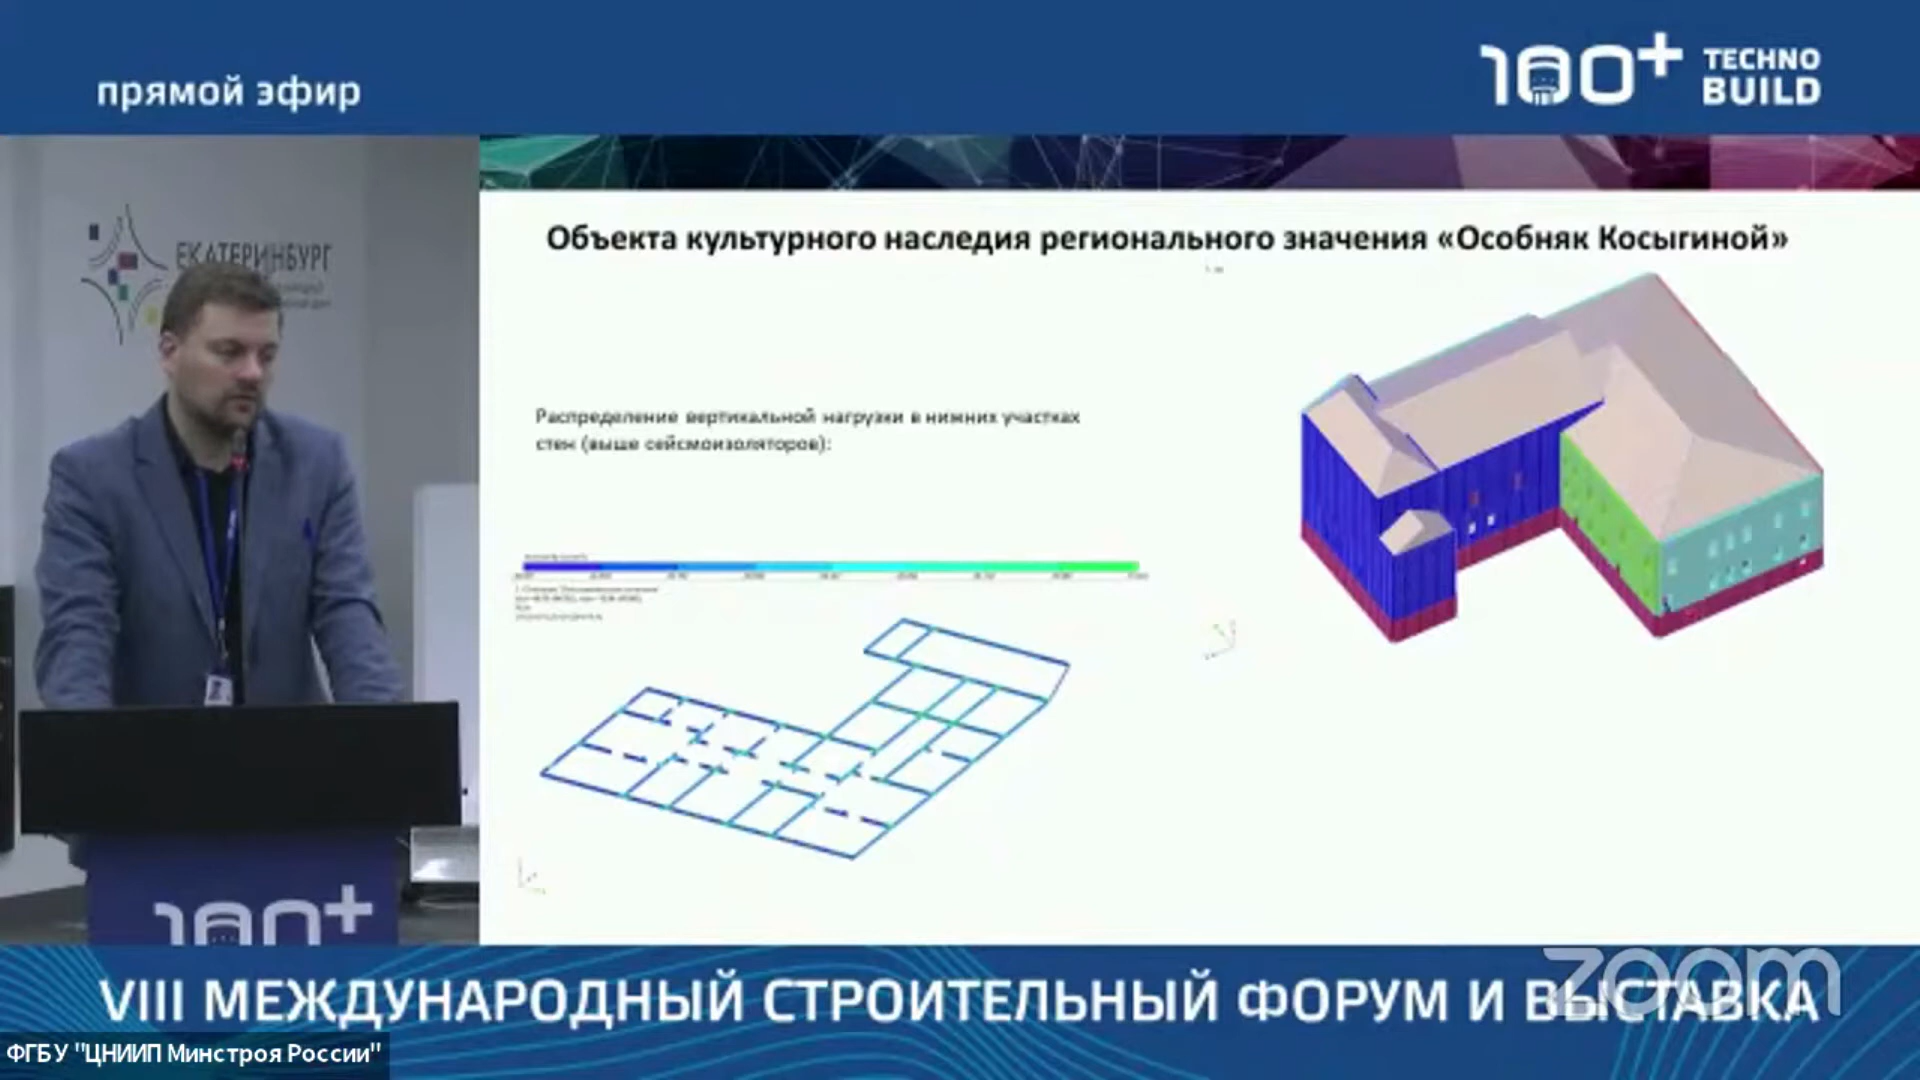 прямой эфир
100+ TECHNO
BUILD
ЕКАТЕРИНБУРГ
Объекта культурного наследия регионального значения «Особняк Косыгиной»
Распределение вертикальной нагрузки в нижних участках
стен (выше сейсмоизоляторов):
100+
VIII МЕЖДУНАРОДНЫЙ СТРОИТЕЛЬНЫЙ ФОРУМ И ВЫСТАВКА
zoom
ФГБУ "ЦНИИП Минстроя России"